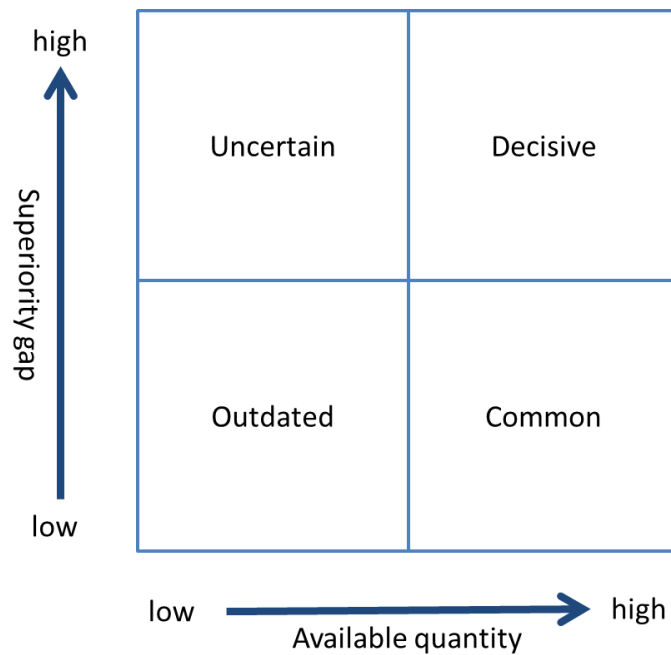 high
Uncertain
Decisive
Superiority gap
Outdated
Common
low
low
high
Available quantity